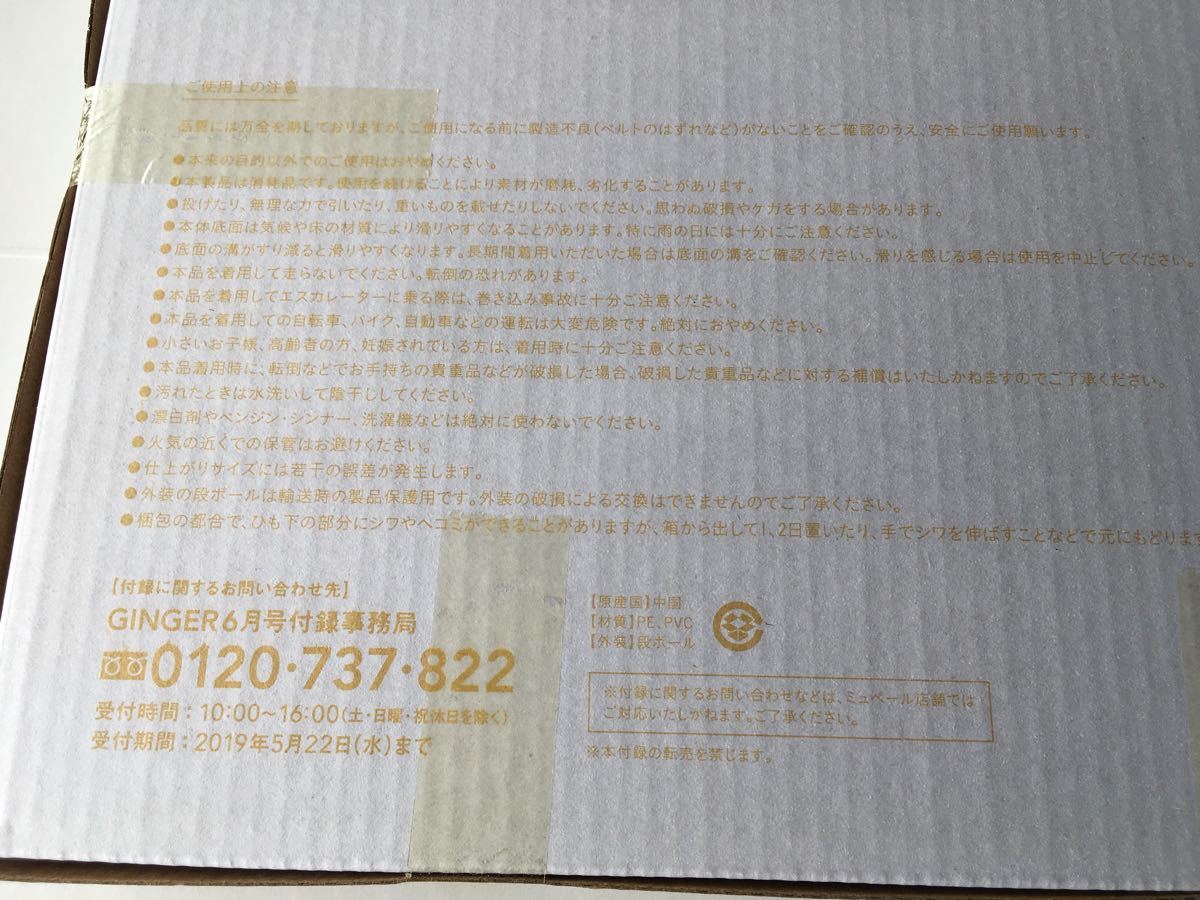 ご使用上の注意
品質には万全を期しておりますが、ご使用になる前に製造不良(ベルトのはずれなど)がないことをご確認のうえ、安全にご使用願います。
●本来の目的以外でのご使用はおやめください。
●本製品は消耗品です。使用を続けることにより素材が磨耗、劣化することがあります。
●投げたり、無理な力で引いたり、重いものを載せたりしないでください。思わぬ破損やケガをする場合があります。
●本体底面は気候や床の材質により滑りやすくなることがあります。特に雨の日には十分にご注意ください。
●底面の溝がすり減ると滑りやすくなります。長期間着用いただいた場合は底面の溝をご確認ください。滑りを感じる場合は使用を中止してください。
●本品を着用して走らないでください。転倒の恐れがあります。
●本品を着用してエスカレーターに乗る際は、巻き込み事故に十分ご注意ください。
●本品を着用しての自転車、バイク、自動車などの運転は大変危険です。絶対におやめください。
●小さいお子様、高齢者の方、妊娠されている方は、着用時に十分ご注意ください。
●本品着用時に、転倒などでお手持ちの貴重品などが破損した場合、破損した貴重品などに対する補償はいたしかねますのでご了承ください。
●汚れたときは水洗いして陰干ししてください。
●漂白剤やベンジン・シンナー、洗濯機などは絶対に使わないでください。
●火気の近くでの保管はお避けください。
●仕上がりサイズには若干の誤差が発生します。
●外装の段ボールは輸送時の製品保護用です。外装の破損による交換はできませんのでご了承ください。
●梱包の都合で、ひも下の部分にシワやヘコミができることがありますが、箱から出して1、2日置いたり、手でシワを伸ばすことなどで元にもどります
【付録に関するお問い合わせ先】
GINGER6月号付録事務局
0120・737・822
受付時間：10:00〜16:00(土・日曜・祝休日を除く)
受付期間：2019年5月22日(水)まで
【原産国】中国
【材質】PE、PVC
【外装】段ボール
※付録に関するお問い合わせなどは、ミュベール店舗では
ご対応いたしかねます。ご了承ください。
※本付録の転売を禁じます。